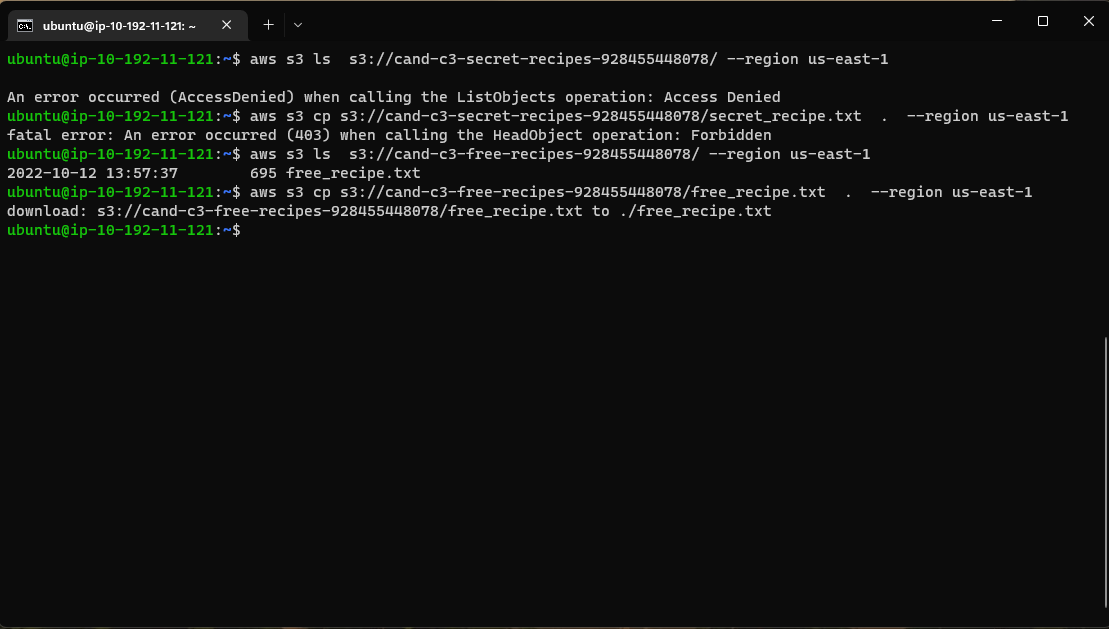 ubuntu@ip-10-192-11-121: ~
ubuntu@ip-10-192-11-121:~$ aws s3 ls  s3://cand-c3-secret-recipes-928455448078/ --region us-east-1
An error occurred (AccessDenied) when calling the ListObjects operation: Access Denied
ubuntu@ip-10-192-11-121:~$ aws s3 cp s3://cand-c3-secret-recipes-928455448078/secret_recipe.txt  .  --region us-east-1
fatal error: An error occurred (403) when calling the HeadObject operation: Forbidden
ubuntu@ip-10-192-11-121:~$ aws s3 ls  s3://cand-c3-free-recipes-928455448078/ --region us-east-1
2022-10-12 13:57:37        695 free_recipe.txt
ubuntu@ip-10-192-11-121:~$ aws s3 cp s3://cand-c3-free-recipes-928455448078/free_recipe.txt  .  --region us-east-1
download: s3://cand-c3-free-recipes-928455448078/free_recipe.txt to ./free_recipe.txt
ubuntu@ip-10-192-11-121:~$